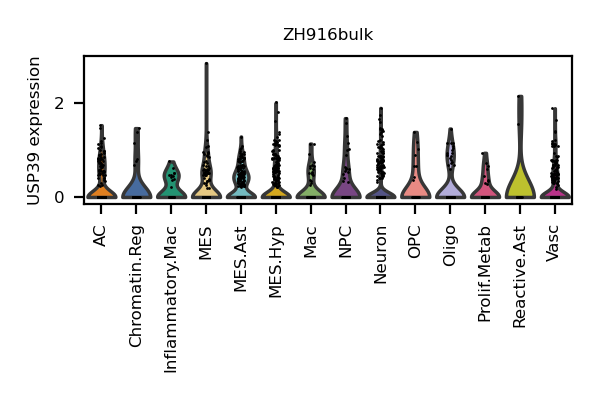 ZH916bulk
USP39 expression
2
0
AC
Chromatin.Reg
Inflammatory.Mac
MES
MES.Ast
MES.Hyp
Mac
NPC
Neuron
OPC
Oligo
Prolif.Metab
Reactive.Ast
Vasc